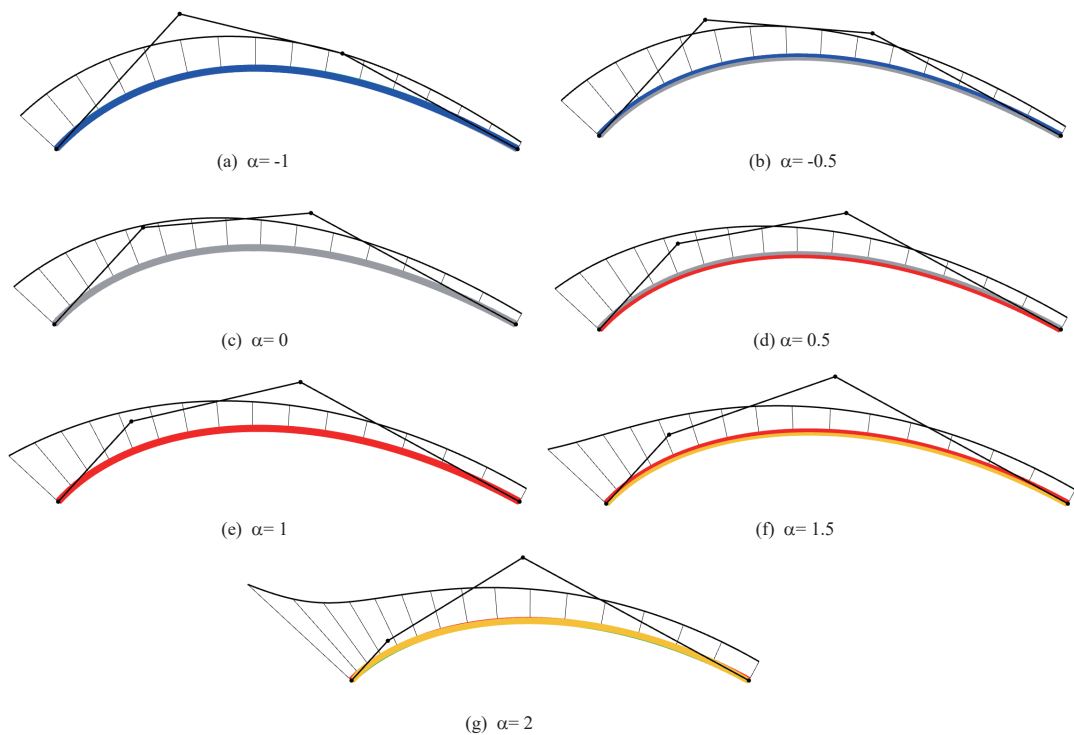 (a) α= -1
(b) α= -0.5
(c) α= 0
(d) α= 0.5
(e) α= 1
(f) α= 1.5
(g) α= 2